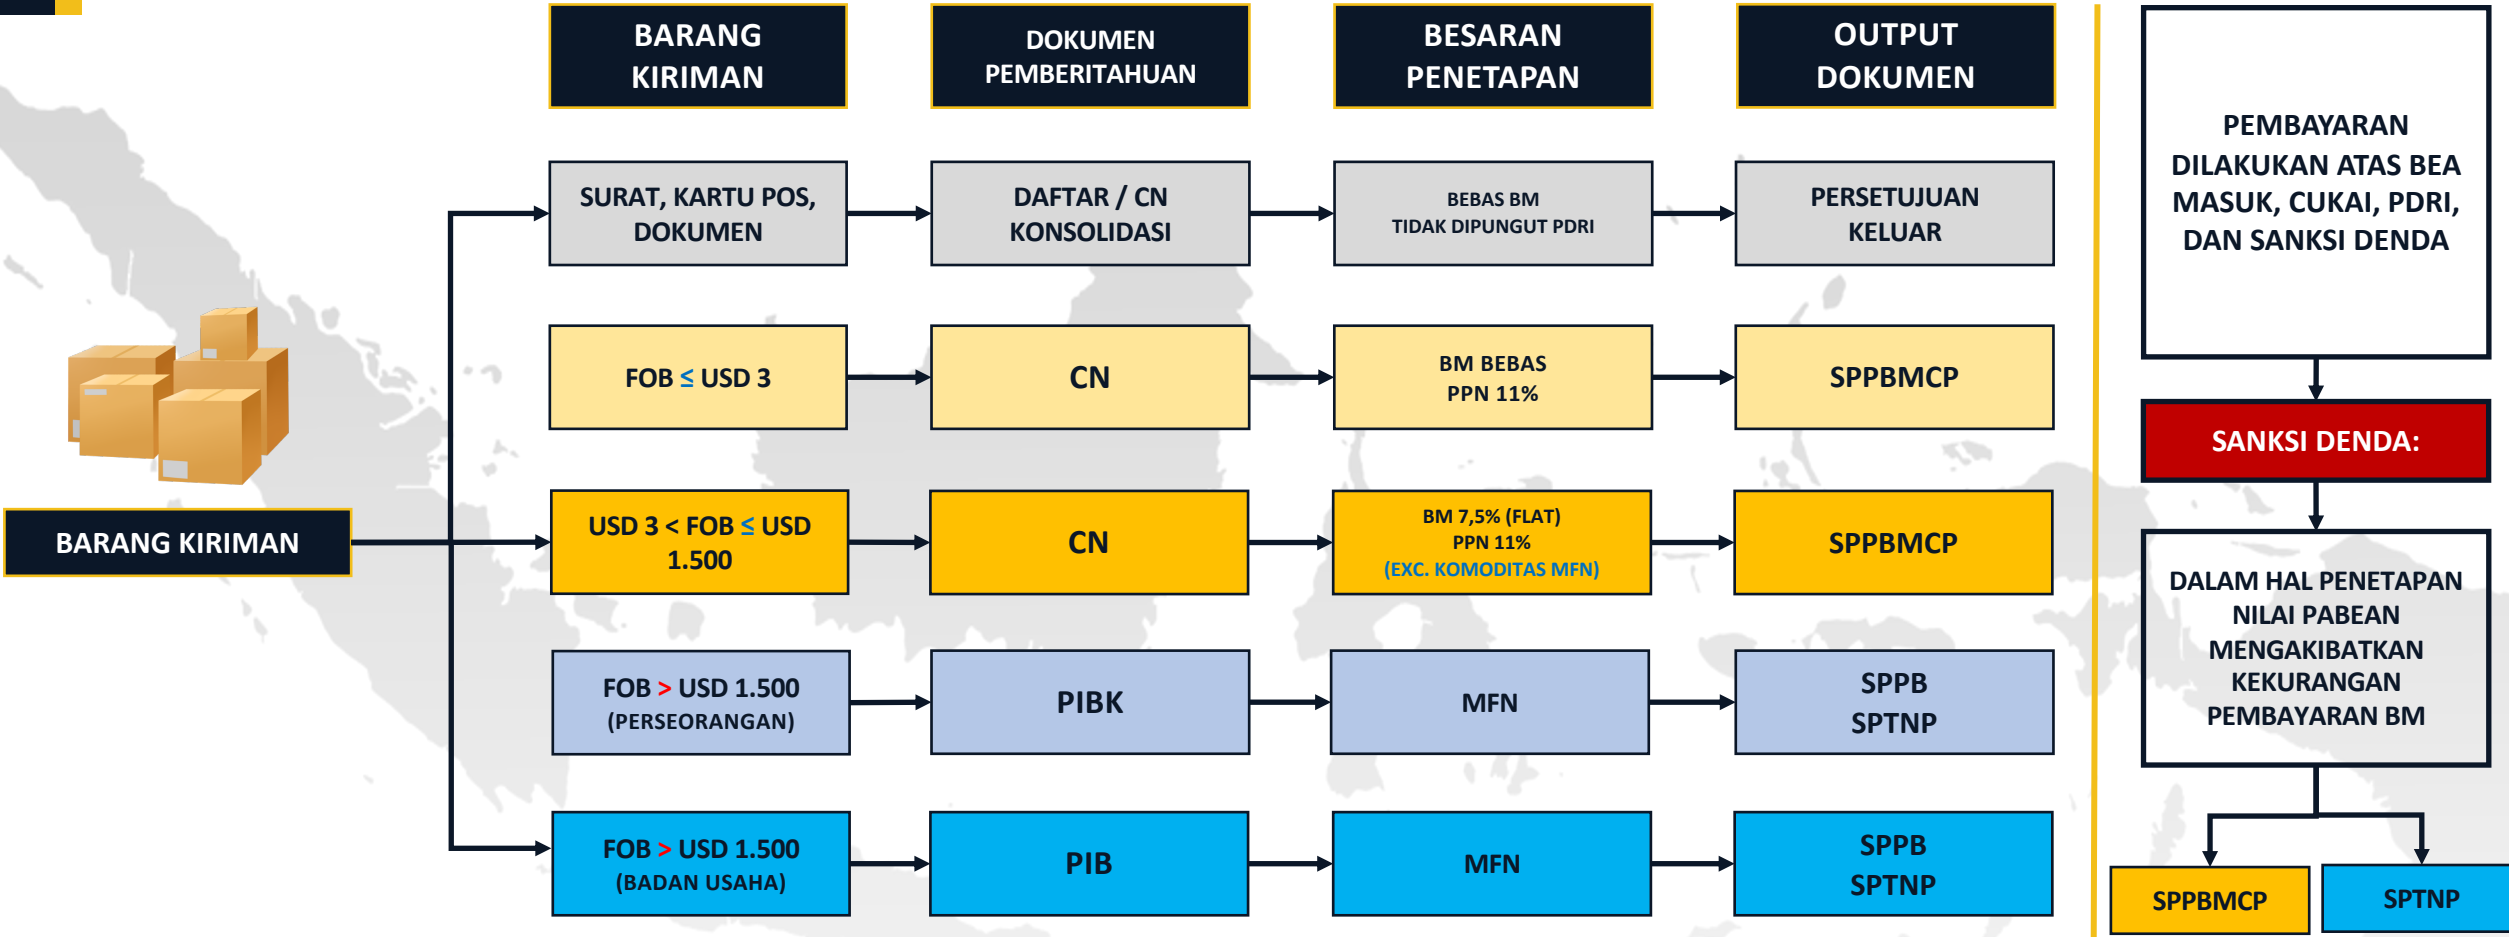 BARANG
KIRIMAN
DOKUMEN
PEMBERITAHUAN
BESARAN
PENETAPAN
OUTPUT
DOKUMEN
BARANG KIRIMAN
SURAT, KARTU POS,
DOKUMEN
DAFTAR / CN
KONSOLIDASI
BEBAS BM
TIDAK DIPUNGUT PDRI
PERSETUJUAN
KELUAR
FOB ≤ USD 3
CN
BM BEBAS
PPN 11%
SPPBMCP
USD 3 < FOB ≤ USD
1.500
CN
BM 7,5% (FLAT)
PPN 11%
(EXC. KOMODITAS MFN)
SPPBMCP
FOB > USD 1.500
(PERSEORANGAN)
PIBK
MFN
SPPB
SPTNP
FOB > USD 1.500
(BADAN USAHA)
PIB
MFN
SPPB
SPTNP
PEMBAYARAN
DILAKUKAN ATAS BEA
MASUK, CUKAI, PDRI,
DAN SANKSI DENDA
SANKSI DENDA:
DALAM HAL PENETAPAN
NILAI PABEAN
MENGAKIBATKAN
KEKURANGAN
PEMBAYARAN BM
SPPBMCP
SPTNP